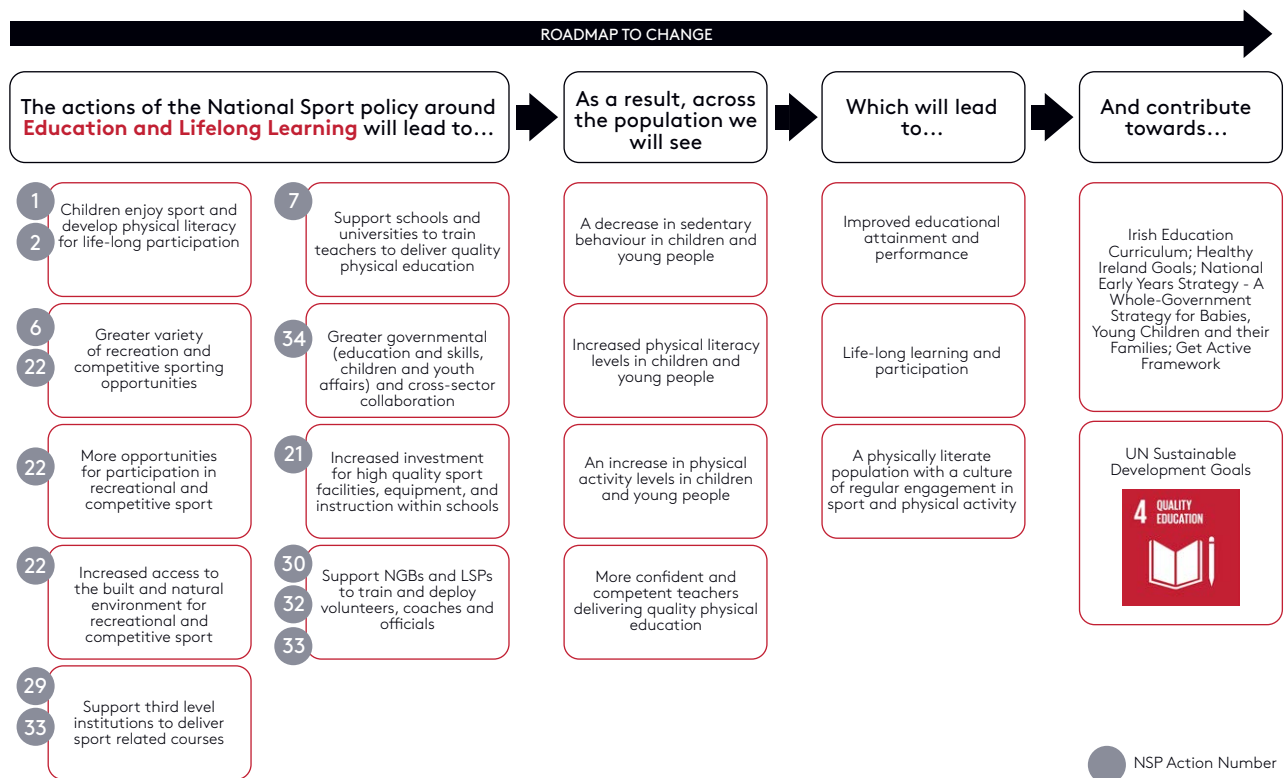 ROADMAP TO CHANGE
The actions of the National Sport policy around
Education and Lifelong Learning will lead to...
As a result, across
the population we
will see
Which will lead
to...
And contribute
towards...
1
2
Children enjoy sport and
develop physical literacy
for life-long participation
6
22
Greater variety
of recreation and
competitive sporting
opportunities
22
More opportunities
for participation in
recreational and
competitive sport
22
Increased access to
the built and natural
environment for
recreational and
competitive sport
29
33
Support third level
institutions to deliver
sport related courses
7
Support schools and
universities to train
teachers to deliver quality
physical education
34
Greater governmental
(education and skills,
children and youth
affairs) and cross-sector
collaboration
21
Increased investment
for high quality sport
facilities, equipment, and
instruction within schools
30
32
33
Support NGBs and LSPs
to train and deploy
volunteers, coaches and
officials
A decrease in sedentary
behaviour in children and
young people
Increased physical literacy
levels in children and
young people
An increase in physical
activity levels in children
and young people
More confident and
competent teachers
delivering quality physical
education
Improved educational
attainment and
performance
Life-long learning and
participation
A physically literate
population with a culture
of regular engagement in
sport and physical activity
Irish Education
Curriculum; Healthy
Ireland Goals; National
Early Years Strategy - A
Whole-Government
Strategy for Babies,
Young Children and their
Families; Get Active
Framework
UN Sustainable
Development Goals
4 QUALITY
EDUCATION
NSP Action Number